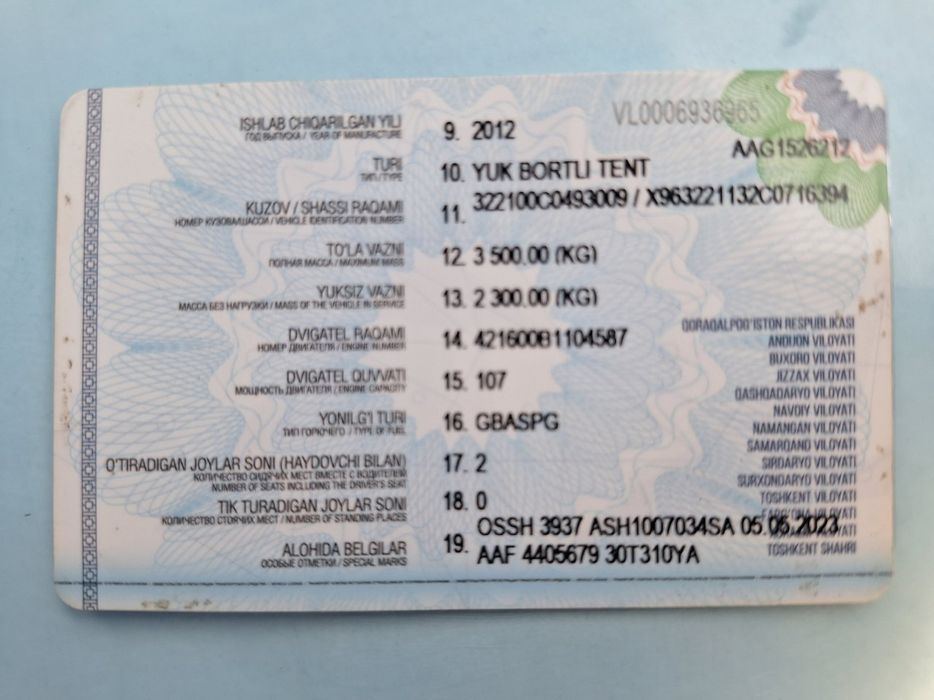 VL0006936965
AAG1526212
ISHLAB CHIQARILGAN YILI
ГОД ВЫПУСКА / YEAR OF MANUFACTURE
9. 2012
TURI
ТИП / TYPE
10. YUK BORTLI TENT
KUZOV / SHASSI RAQAMI
НОМЕР КУЗОВА/ШАССИ / VEHICLE IDENTIFICATION NUMBER
11. 322100C0493009 / X963221132C0716394
TO'LA VAZNI
ПОЛНАЯ МАССА / MAXIMUM MASS
12. 3 500.00 (KG)
YUKSIZ VAZNI
МАССА БЕЗ НАГРУЗКИ / MASS OF THE VEHICLE IN SERVICE
13. 2 300.00 (KG)
DVIGATEL RAQAMI
НОМЕР ДВИГАТЕЛЯ / ENGINE NUMBER
14. 421600B1104587
DVIGATEL QUVVATI
МОЩНОСТЬ ДВИГАТЕЛЯ / ENGINE CAPACITY
15. 107
YONILG'I TURI
ТИП ГОРЮЧЕГО / TYPE OF FUEL
16. GBASPG
O'TIRADIGAN JOYLAR SONI (HAYDOVCHI BILAN)
КОЛИЧЕСТВО СИДЯЧИХ МЕСТ ВМЕСТЕ С ВОДИТЕЛЕМ
NUMBER OF SEATS INCLUDING THE DRIVER'S SEAT
17. 2
TIK TURADIGAN JOYLAR SONI
КОЛИЧЕСТВО СТОЯЧИХ МЕСТ / NUMBER OF STANDING PLACES
18. 0
ALOHIDA BELGILAR
ОСОБЫЕ ОТМЕТКИ / SPECIAL MARKS
19. OSSH 3937 ASH1007034SA 05.06.2023
AAF 4405679 30T310YA
QORAQALPOG'ISTON RESPUBLIKASI
ANDIJON VILOYATI
BUXORO VILOYATI
JIZZAX VILOYATI
QASHQADARYO VILOYATI
NAVOIY VILOYATI
NAMANGAN VILOYATI
SAMARQAND VILOYATI
SIRDARYO VILOYATI
SURXONDARYO VILOYATI
TOSHKENT VILOYATI
FARG'ONA VILOYATI
TOSHKENT SHAHRI